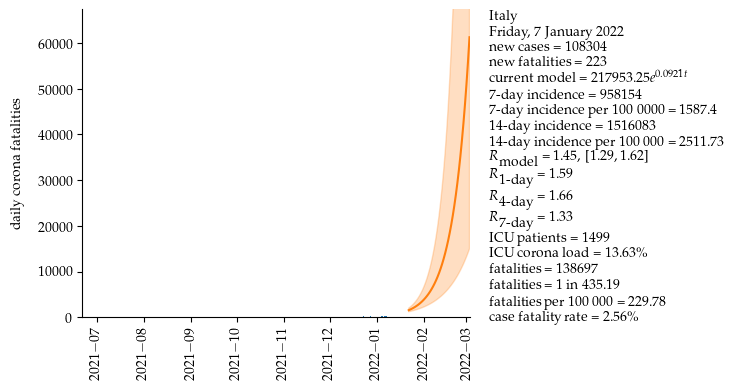 Italy
Friday, 7 January 2022
new cases = 108304
new fatalities = 223
current model = 217953.25e^0.0921t
7-day incidence = 958154
7-day incidence per 100 0000 = 1587.4
14-day incidence = 1516083
14-day incidence per 100 000 = 2511.73
R_model = 1.45, [1.29, 1.62]
R_1-day = 1.59
R_4-day = 1.66
R_7-day = 1.33
ICU patients = 1499
ICU corona load = 13.63%
fatalities = 138697
fatalities = 1 in 435.19
fatalities per 100 000 = 229.78
case fatality rate = 2.56%
daily corona fatalities
60000
50000
40000
30000
20000
10000
0
2021−07
2021−08
2021−09
2021−10
2021−11
2021−12
2022−01
2022−02
2022−03